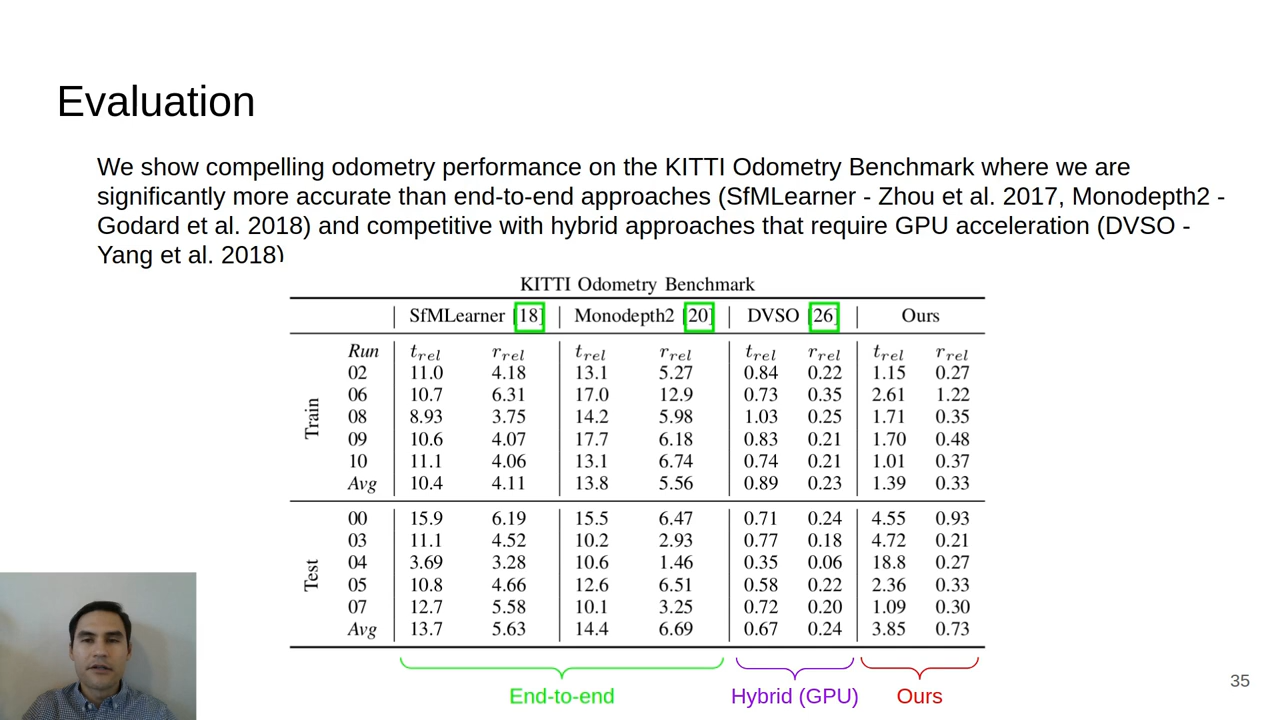 Evaluation
We show compelling odometry performance on the KITTI Odometry Benchmark where we are
significantly more accurate than end-to-end approaches (SfMLearner - Zhou et al. 2017, Monodepth2 -
Godard et al. 2018) and competitive with hybrid approaches that require GPU acceleration (DVSO -
Yang et al. 2018)
KITTI Odometry Benchmark
SfMLearner [18] Monodepth2 [20] DVSO [26] Ours
Run t_rel r_rel t_rel r_rel t_rel r_rel t_rel r_rel
Train
02 11.0 4.18 13.1 5.27 0.84 0.22 1.15 0.27
06 10.7 6.31 17.0 12.9 0.73 0.35 2.61 1.22
08 8.93 3.75 14.2 5.98 1.03 0.25 1.71 0.35
09 10.6 4.07 17.7 6.18 0.83 0.21 1.70 0.48
10 11.1 4.06 13.1 6.74 0.74 0.21 1.01 0.37
Avg 10.4 4.11 13.8 5.56 0.89 0.23 1.39 0.33
Test
00 15.9 6.19 15.5 6.47 0.71 0.24 4.55 0.93
03 11.1 4.52 10.2 2.93 0.77 0.18 4.72 0.21
04 3.69 3.28 10.6 1.46 0.35 0.06 18.8 0.27
05 10.8 4.66 12.6 6.51 0.58 0.22 2.36 0.33
07 12.7 5.58 10.1 3.25 0.72 0.20 1.09 0.30
Avg 13.7 5.63 14.4 6.69 0.67 0.24 3.85 0.73
End-to-end Hybrid (GPU) Ours
35